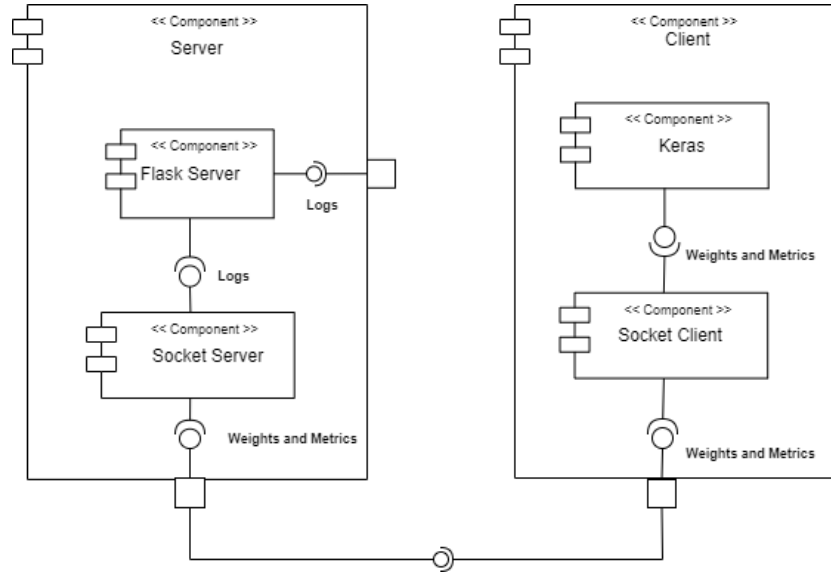 << Component >>
Server
<< Component >>
Flask Server
Logs
Logs
<< Component >>
Socket Server
Weights and Metrics
<< Component >>
Client
<< Component >>
Keras
Weights and Metrics
<< Component >>
Socket Client
Weights and Metrics